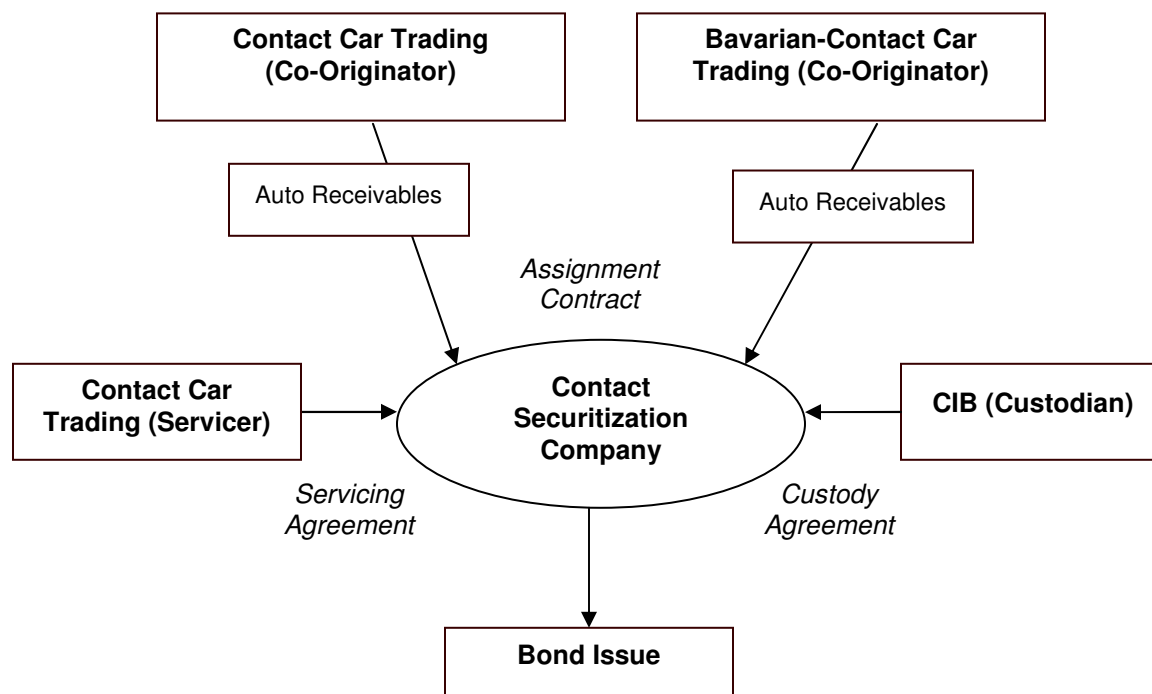 Contact Car Trading
(Co-Originator)
Bavarian-Contact Car
Trading (Co-Originator)
Auto Receivables
Auto Receivables
Assignment
Contract
Contact Car
Trading (Servicer)
Contact
Securitization
Company
CIB (Custodian)
Servicing
Agreement
Custody
Agreement
Bond Issue